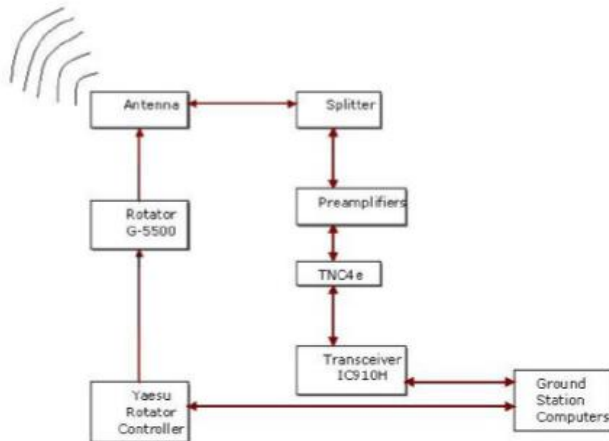 Antenna
Splitter
Rotator
G-5500
Preamplifiers
TNC4e
Transceiver
IC910H
Yaesu
Rotator
Controller
Ground
Station
Computers